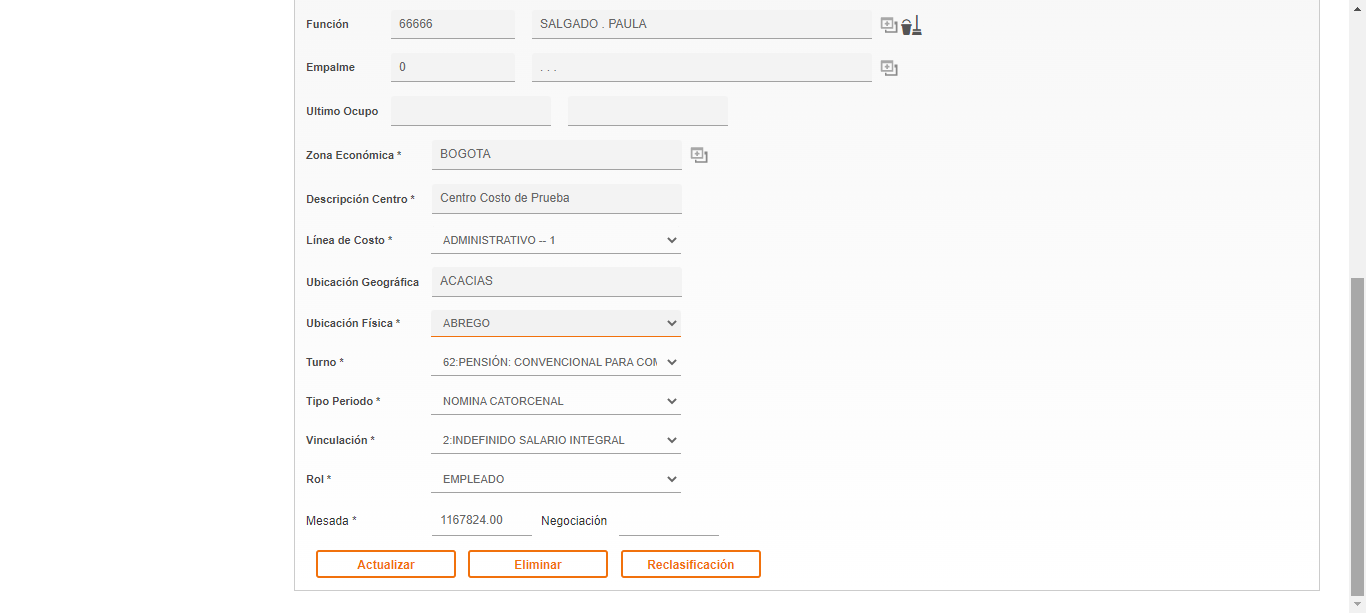 Función 66666 SALGADO . PAULA
Empalme 0 . . .
Ultimo Ocupo
Zona Económica * BOGOTA
Descripción Centro * Centro Costo de Prueba
Línea de Costo * ADMINISTRATIVO -- 1
Ubicación Geográfica ACACIAS
Ubicación Física * ABREGO
Turno * 62:PENSIÓN: CONVENCIONAL PARA COM
Tipo Periodo * NOMINA CATORCENAL
Vinculación * 2:INDEFINIDO SALARIO INTEGRAL
Rol * EMPLEADO
Mesada * 1167824.00 Negociación
Actualizar Eliminar Reclasificación